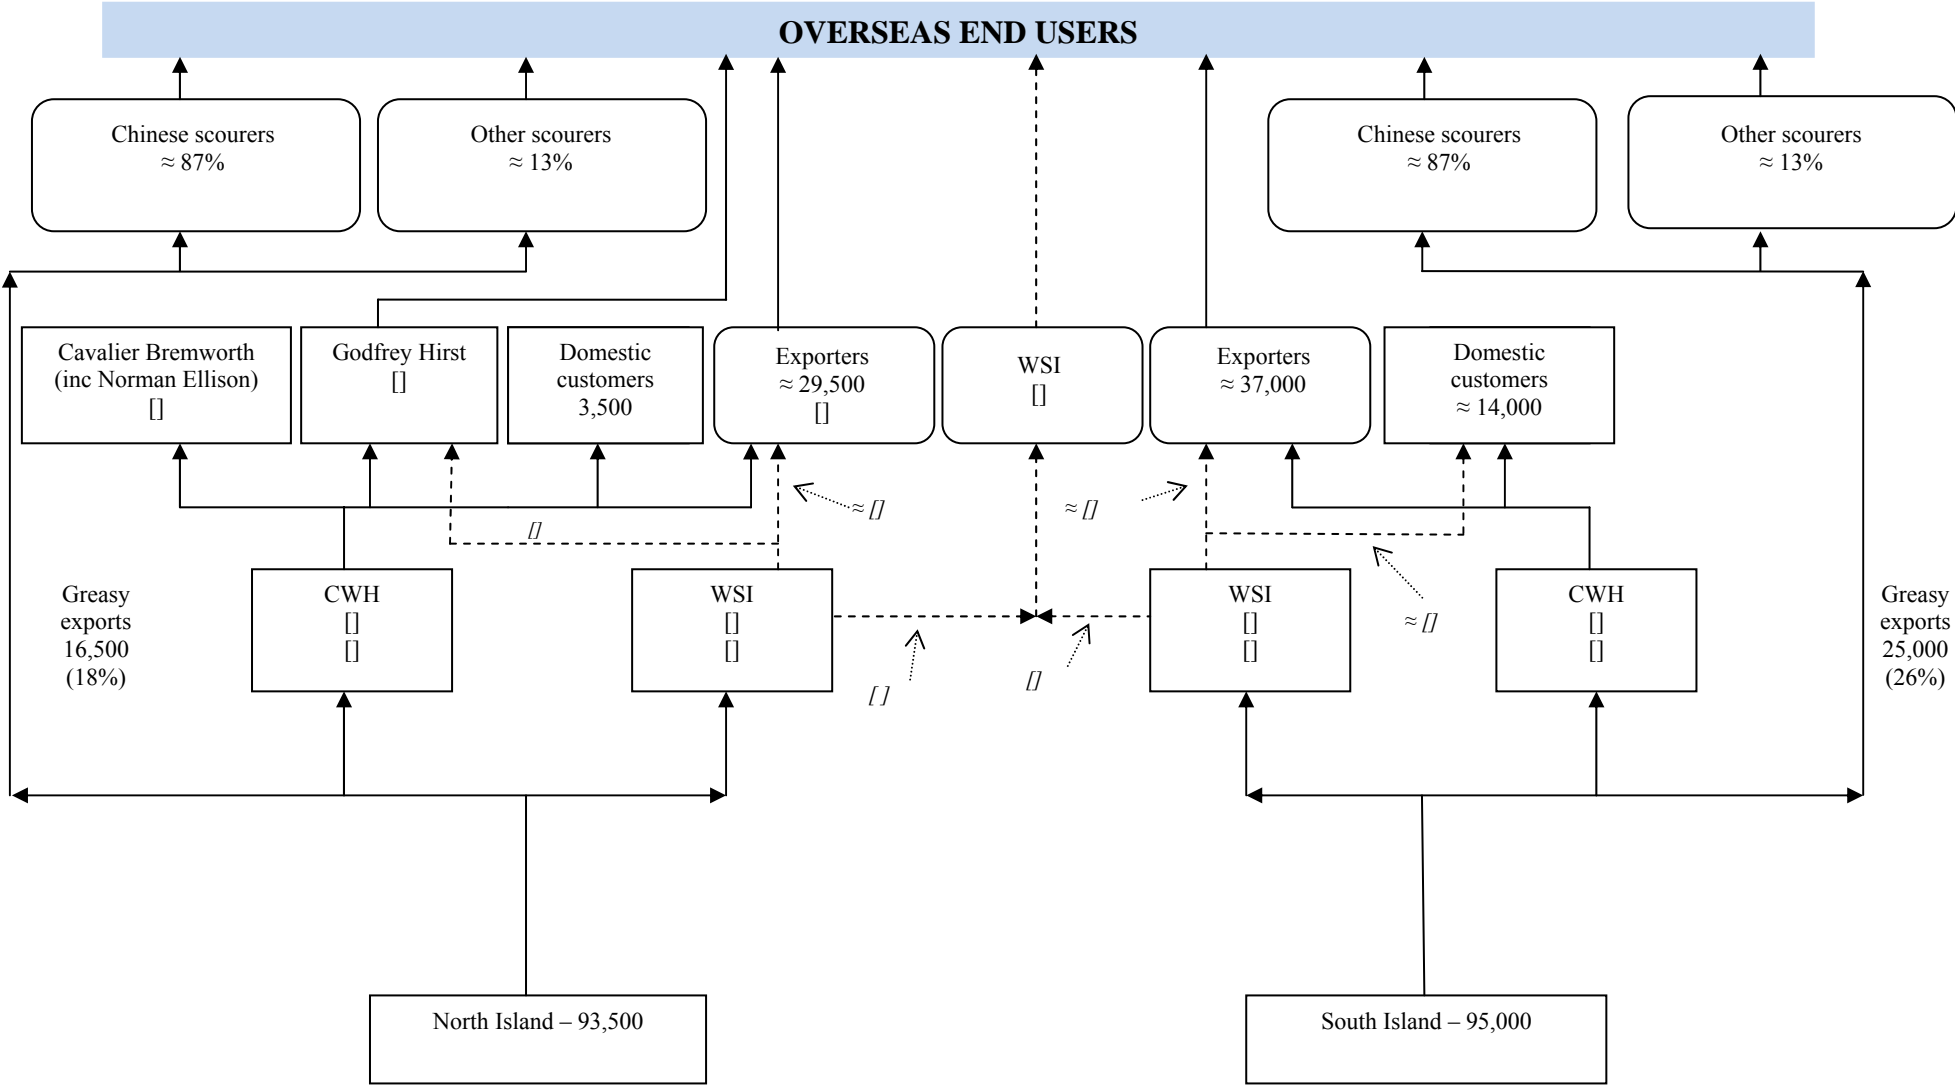 OVERSEAS END USERS
Chinese scourers
≈ 87%
Other scourers
≈ 13%
Chinese scourers
≈ 87%
Other scourers
≈ 13%
Cavalier Bremworth
(inc Norman Ellison)
[]
Godfrey Hirst
[]
Domestic
customers
3,500
Exporters
≈ 29,500
[]
WSI
[]
Exporters
≈ 37,000
Domestic
customers
≈ 14,000
≈ []
≈ []
[]
Greasy
exports
16,500
(18%)
CWH
[]
[]
WSI
[]
[]
[ ]
[]
WSI
[]
[]
≈ []
CWH
[]
[]
Greasy
exports
25,000
(26%)
North Island – 93,500
South Island – 95,000